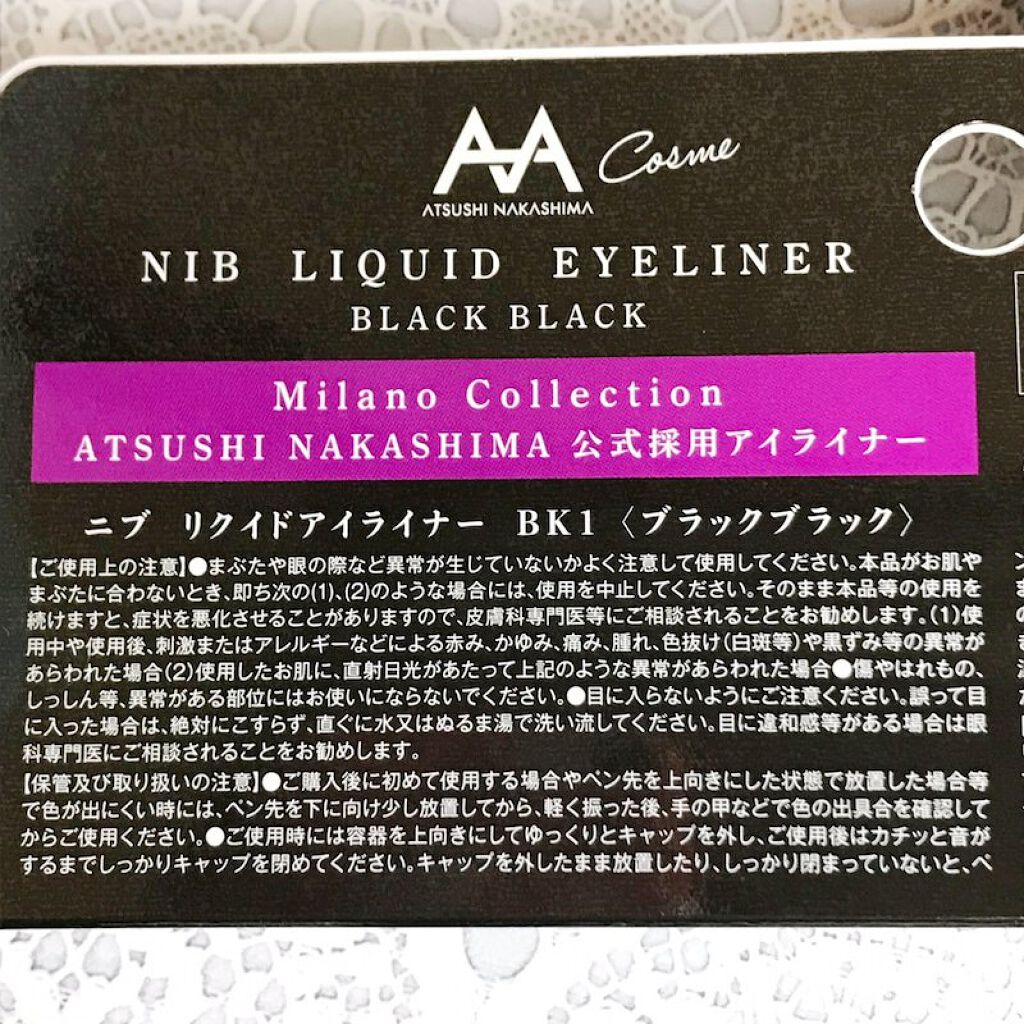 AA Cosme
ATSUSHI NAKASHIMA
NIB LIQUID EYELINER
BLACK BLACK
Milano Collection
ATSUSHI NAKASHIMA 公式採用アイライナー
ニブ リクイドアイライナー BK1〈ブラックブラック〉
【ご使用上の注意】●まぶたや眼の際など異常が生じていないかよく注意して使用してください。本品がお肌や
まぶたに合わないとき、即ち次の(1)、(2)のような場合には、使用を中止してください。そのまま本品等の使用を
続けますと、症状を悪化させることがありますので、皮膚科専門医等にご相談されることをお勧めします。(1)使
用中や使用後、刺激またはアレルギーなどによる赤み、かゆみ、痛み、腫れ、色抜け(白斑等)や黒ずみ等の異常が
あらわれた場合(2)使用したお肌に、直射日光があたって上記のような異常があらわれた場合●傷やはれもの、
しっしん等、異常がある部位にはお使いにならないでください。●目に入らないようにご注意ください。誤って目
に入った場合は、絶対にこすらず、直ぐに水又はぬるま湯で洗い流してください。目に違和感等がある場合は眼
科専門医にご相談されることをお勧めします。
【保管及び取り扱いの注意】●ご購入後に初めて使用する場合やペン先を上向きにした状態で放置した場合等
で色が出にくい時には、ペン先を下に向け少し放置してから、軽く振った後、手の甲などで色の出具合を確認して
からご使用ください。●ご使用時には容器を上向きにしてゆっくりとキャップを外し、ご使用後はカチッと音が
するまでしっかりキャップを閉めてください。キャップを外したまま放置したり、しっかり閉まっていないと、ペ